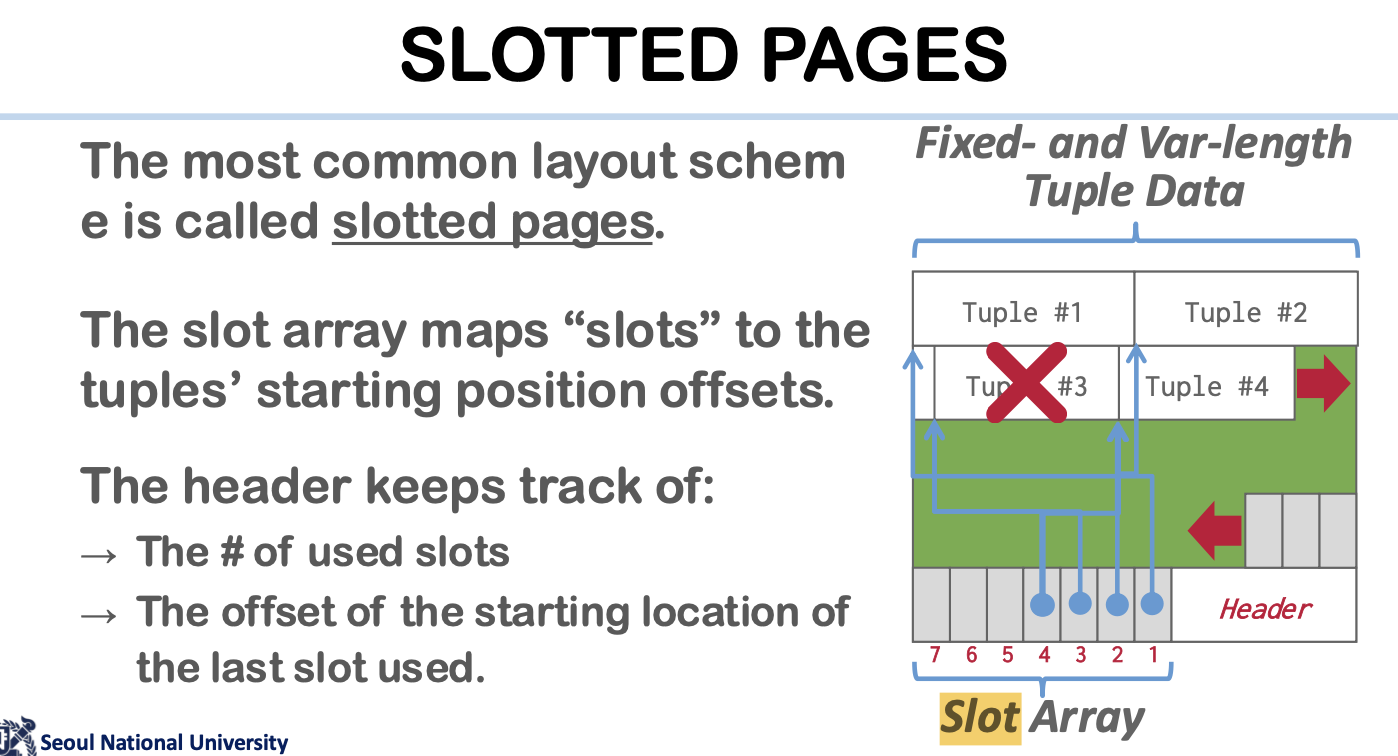 SLOTTED PAGES
The most common layout schem
e is called slotted pages.
The slot array maps “slots” to the
tuples’ starting position offsets.
The header keeps track of:
→ The # of used slots
→ The offset of the starting location of
the last slot used.
Fixed- and Var-length
Tuple Data
Tuple #1 Tuple #2
#3 Tuple #4
Header
7 6 5 4 3 2 1
Slot Array
Seoul National University